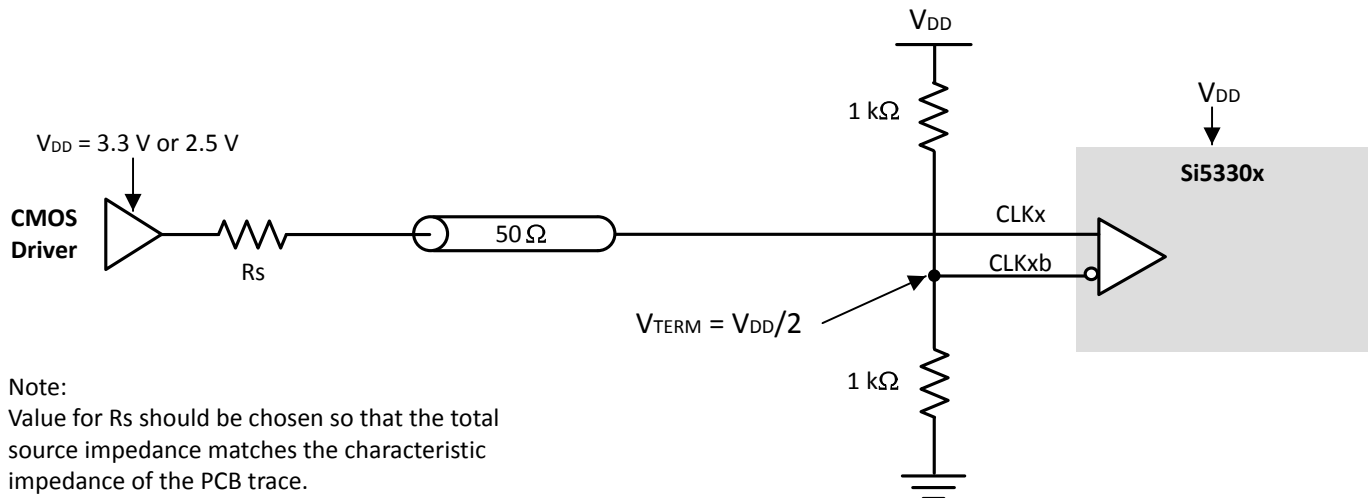 VDD
1 kΩ
VDD
VDD = 3.3 V or 2.5 V
Si5330x
CMOS
Driver
Rs
50 Ω
CLKx
CLKxb
VTERM = VDD/2
1 kΩ
Note:
Value for Rs should be chosen so that the total
source impedance matches the characteristic
impedance of the PCB trace.